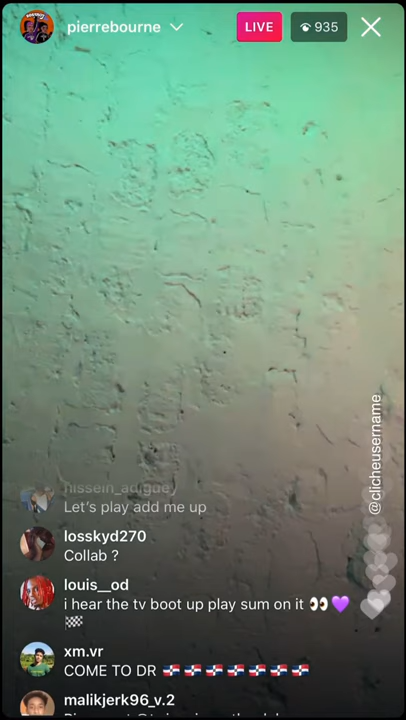 pierrebourne
LIVE
935
@clicheusername
Let's play add me up
losskyd270
Collab ?
louis__od
i hear the tv boot up play sum on it 👀💜
🏁
xm.vr
COME TO DR 🇩🇴🇩🇴🇩🇴🇩🇴🇩🇴🇩🇴🇩🇴
malikjerk96_v.2